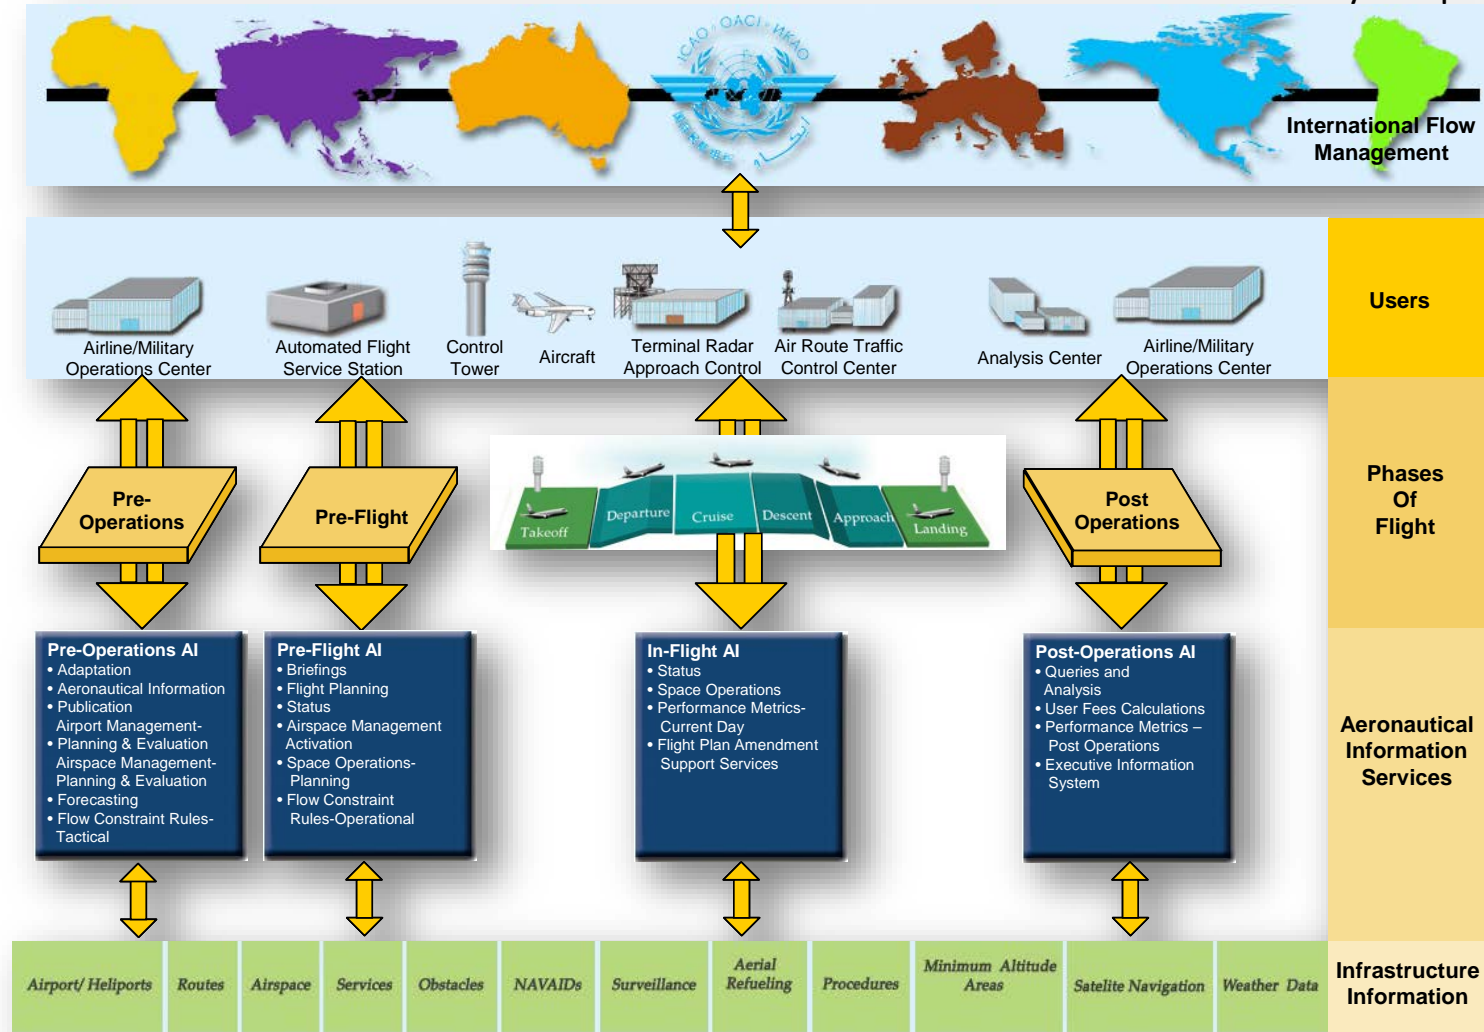 ICAO · OACI · ИКАО
International Flow
Management
Users
Airline/Military
Operations Center
Automated Flight
Service Station
Control
Tower
Aircraft
Terminal Radar
Approach Control
Air Route Traffic
Control Center
Analysis Center
Airline/Military
Operations Center
Phases
Of
Flight
Pre-
Operations
Pre-Flight
Takeoff
Departure
Cruise
Descent
Approach
Landing
Post
Operations
Pre-Operations AI
• Adaptation
• Aeronautical Information
• Publication
Airport Management-
• Planning & Evaluation
Airspace Management-
Planning & Evaluation
• Forecasting
• Flow Constraint Rules-
Tactical
Pre-Flight AI
• Briefings
• Flight Planning
• Status
• Airspace Management
Activation
• Space Operations-
Planning
• Flow Constraint
Rules-Operational
In-Flight AI
• Status
• Space Operations
• Performance Metrics-
Current Day
• Flight Plan Amendment
Support Services
Post-Operations AI
• Queries and
Analysis
• User Fees Calculations
• Performance Metrics –
Post Operations
• Executive Information
System
Aeronautical
Information
Services
Airport/ Heliports
Routes
Airspace
Services
Obstacles
NAVAIDs
Surveillance
Aerial
Refueling
Procedures
Minimum Altitude
Areas
Satelite Navigation
Weather Data
Infrastructure
Information